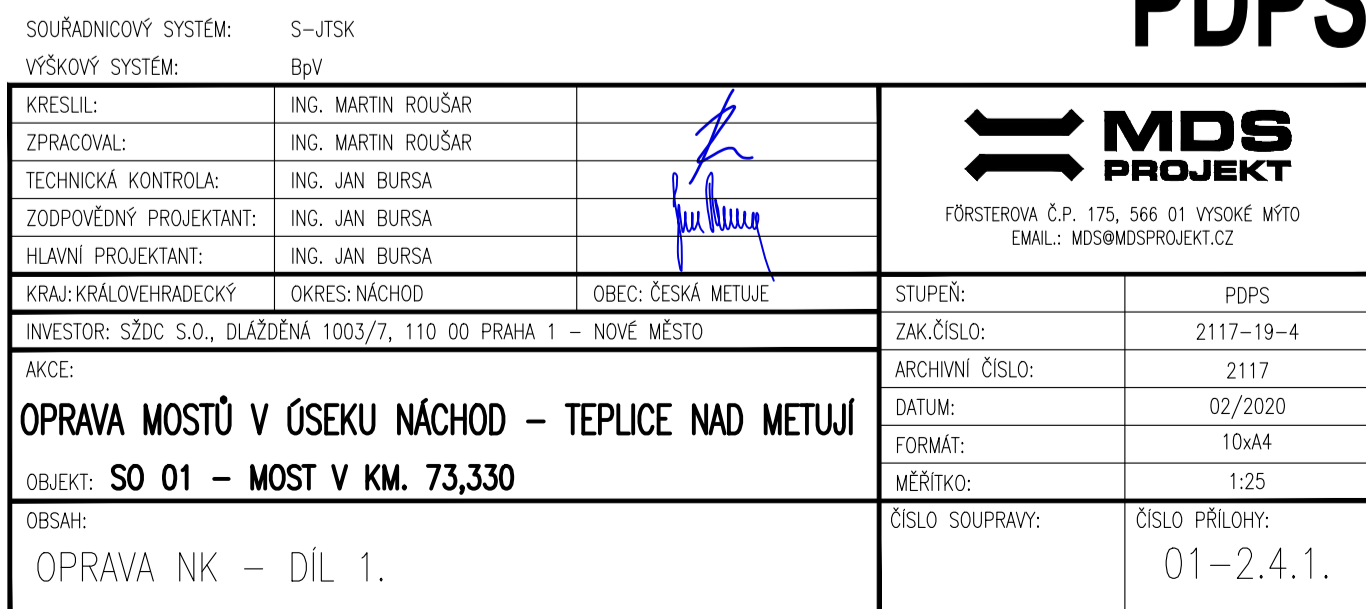 PDPS
SOUŘADNICOVÝ SYSTÉM: S-JTSK
VÝŠKOVÝ SYSTÉM: BpV
KRESLIL: ING. MARTIN ROUŠAR
ZPRACOVAL: ING. MARTIN ROUŠAR
TECHNICKÁ KONTROLA: ING. JAN BURSA
ZODPOVĚDNÝ PROJEKTANT: ING. JAN BURSA
HLAVNÍ PROJEKTANT: ING. JAN BURSA
MDS
PROJEKT
FÖRSTEROVA Č.P. 175, 566 01 VYSOKÉ MÝTO
EMAIL.: MDS@MDSPROJEKT.CZ
KRAJ: KRÁLOVEHRADECKÝ OKRES: NÁCHOD OBEC: ČESKÁ METUJE
INVESTOR: SŽDC S.O., DLÁŽDĚNÁ 1003/7, 110 00 PRAHA 1 – NOVÉ MĚSTO
AKCE:
OPRAVA MOSTŮ V ÚSEKU NÁCHOD – TEPLICE NAD METUJÍ
OBJEKT: SO 01 – MOST V KM. 73,330
STUPEŇ: PDPS
ZAK.ČÍSLO: 2117-19-4
ARCHIVNÍ ČÍSLO: 2117
DATUM: 02/2020
FORMÁT: 10xA4
MĚŘÍTKO: 1:25
OBSAH:
OPRAVA NK – DÍL 1.
ČÍSLO SOUPRAVY:
ČÍSLO PŘÍLOHY:
01-2.4.1.